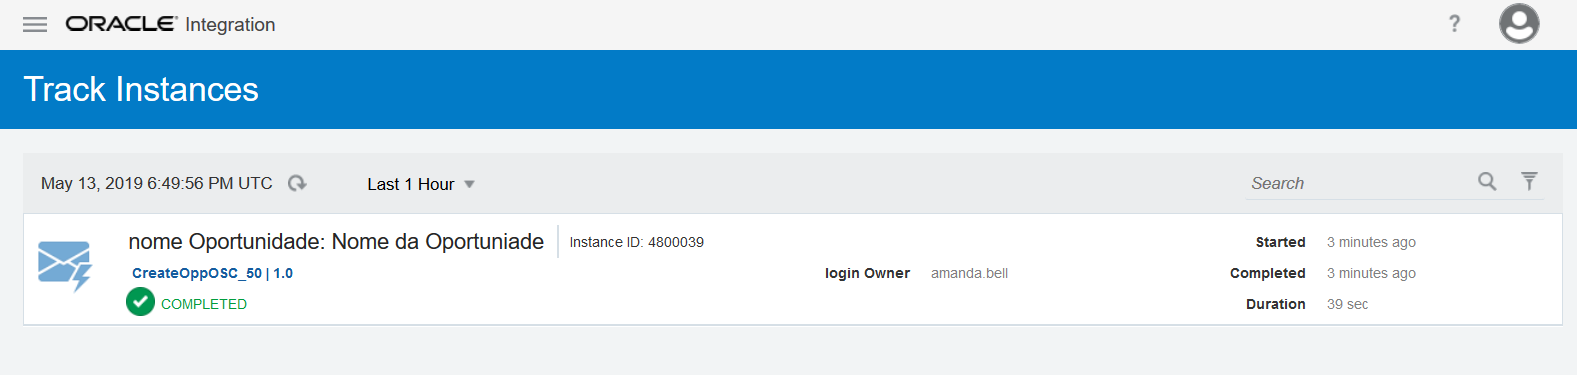 ORACLE Integration
?
Track Instances
May 13, 2019 6:49:56 PM UTC Last 1 Hour Search
nome Oportunidade: Nome da Oportuniade Instance ID: 4800039 Started 3 minutes ago
CreateOppOSC_50 | 1.0 login Owner amanda.bell Completed 3 minutes ago
COMPLETED Duration 39 sec